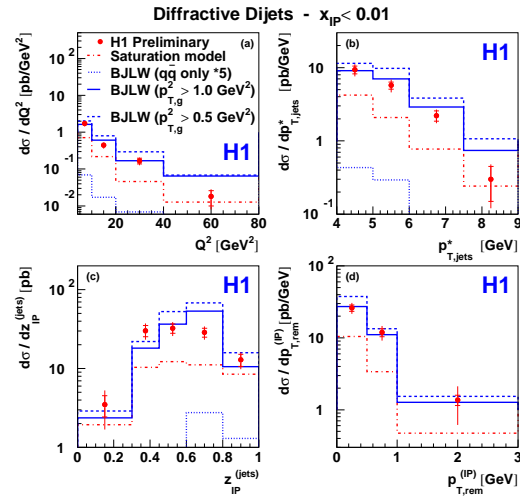 Diffractive Dijets - x_IP < 0.01
(a)
H1 Preliminary
Saturation model
BJLW (qq̄ only *5)
BJLW (p²_T,g > 1.0 GeV²)
BJLW (p²_T,g > 0.5 GeV²)
H1
dσ / dQ² [pb/GeV²]
10²
10
1
10⁻¹
10⁻²
20 40 60 80
Q² [GeV²]
(b)
H1
dσ / dp*_T,jets [pb/GeV]
10
1
10⁻¹
4 5 6 7 8 9
p*_T,jets [GeV]
(c)
H1
dσ / dz_IP^(jets) [pb]
10²
10
1
0 0.2 0.4 0.6 0.8 1
z_IP^(jets)
(d)
H1
dσ / dp_T,rem^(IP) [pb/GeV]
10²
10
1
0 1 2 3
p_T,rem^(IP) [GeV]